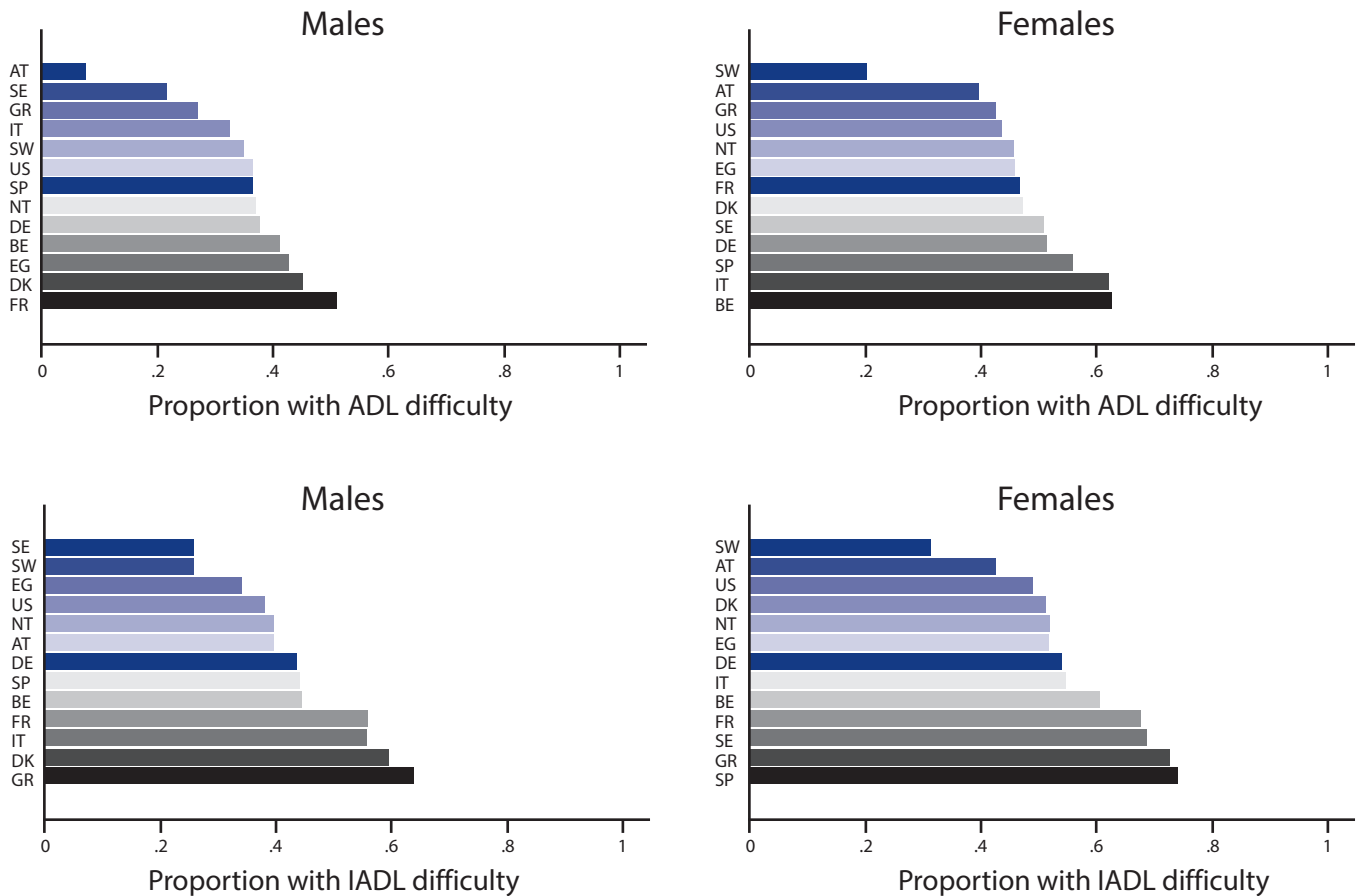 Males
AT
SE
GR
IT
SW
US
SP
NT
DE
BE
EG
DK
FR
0 .2 .4 .6 .8 1
Proportion with ADL difficulty
Females
SW
AT
GR
US
NT
EG
FR
DK
SE
DE
SP
IT
BE
0 .2 .4 .6 .8 1
Proportion with ADL difficulty
Males
SE
SW
EG
US
NT
AT
DE
SP
BE
FR
IT
DK
GR
0 .2 .4 .6 .8 1
Proportion with IADL difficulty
Females
SW
AT
US
DK
NT
EG
DE
IT
BE
FR
SE
GR
SP
0 .2 .4 .6 .8 1
Proportion with IADL difficulty